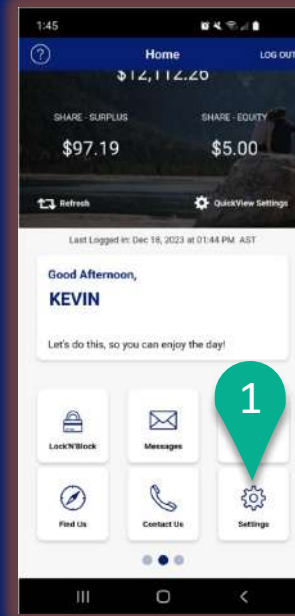 1:45
? Home LOG OUT
$12,112.26
SHARE - SURPLUS SHARE - EQUITY
$97.19 $5.00
Refresh QuickView Settings
Last Logged in: Dec 18, 2023 at 01:44 PM AST
Good Afternoon,
KEVIN
Let's do this, so you can enjoy the day!
1
Lock'N'Block Messages
Find Us Contact Us Settings